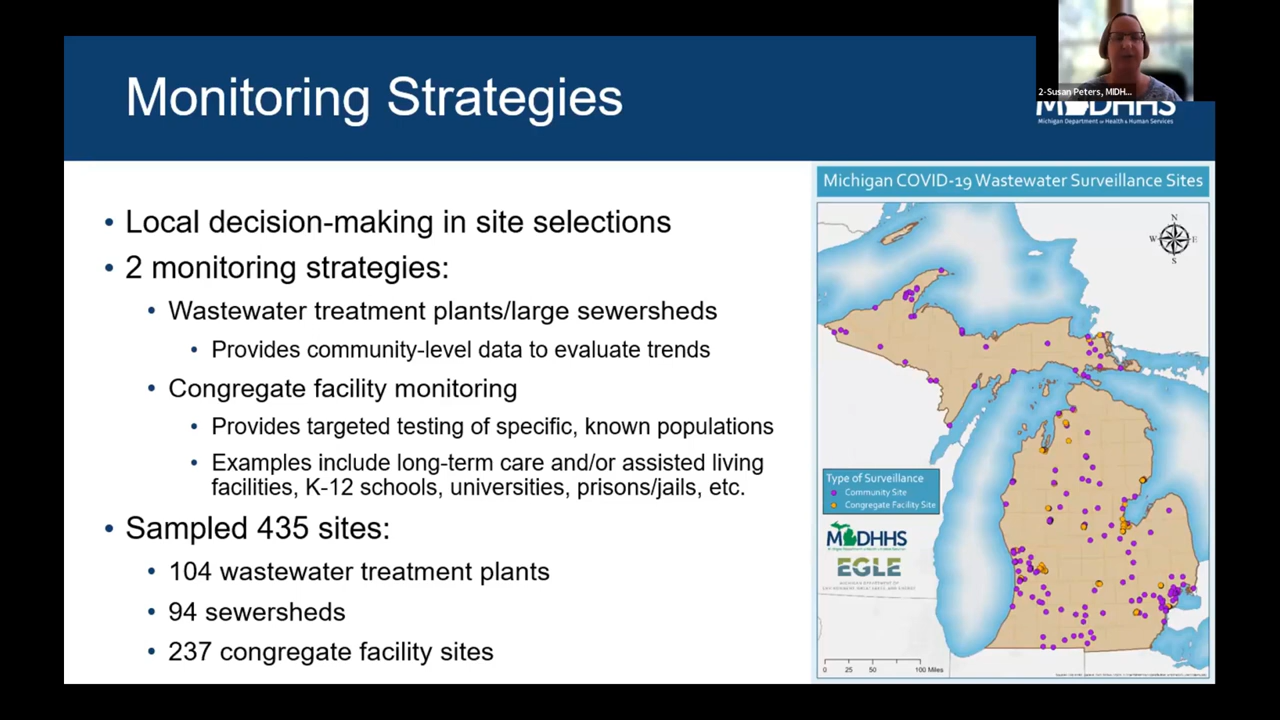 Monitoring Strategies
2-Susan Peters, MIDH...
MDHHS
Michigan Department of Health & Human Services
• Local decision-making in site selections
• 2 monitoring strategies:
• Wastewater treatment plants/large sewersheds
• Provides community-level data to evaluate trends
• Congregate facility monitoring
• Provides targeted testing of specific, known populations
• Examples include long-term care and/or assisted living
facilities, K-12 schools, universities, prisons/jails, etc.
• Sampled 435 sites:
• 104 wastewater treatment plants
• 94 sewersheds
• 237 congregate facility sites
Michigan COVID-19 Wastewater Surveillance Sites
N
W E
S
Type of Surveillance
Community Site
Congregate Facility Site
MDHHS
EGLE
0 25 50 100 Miles